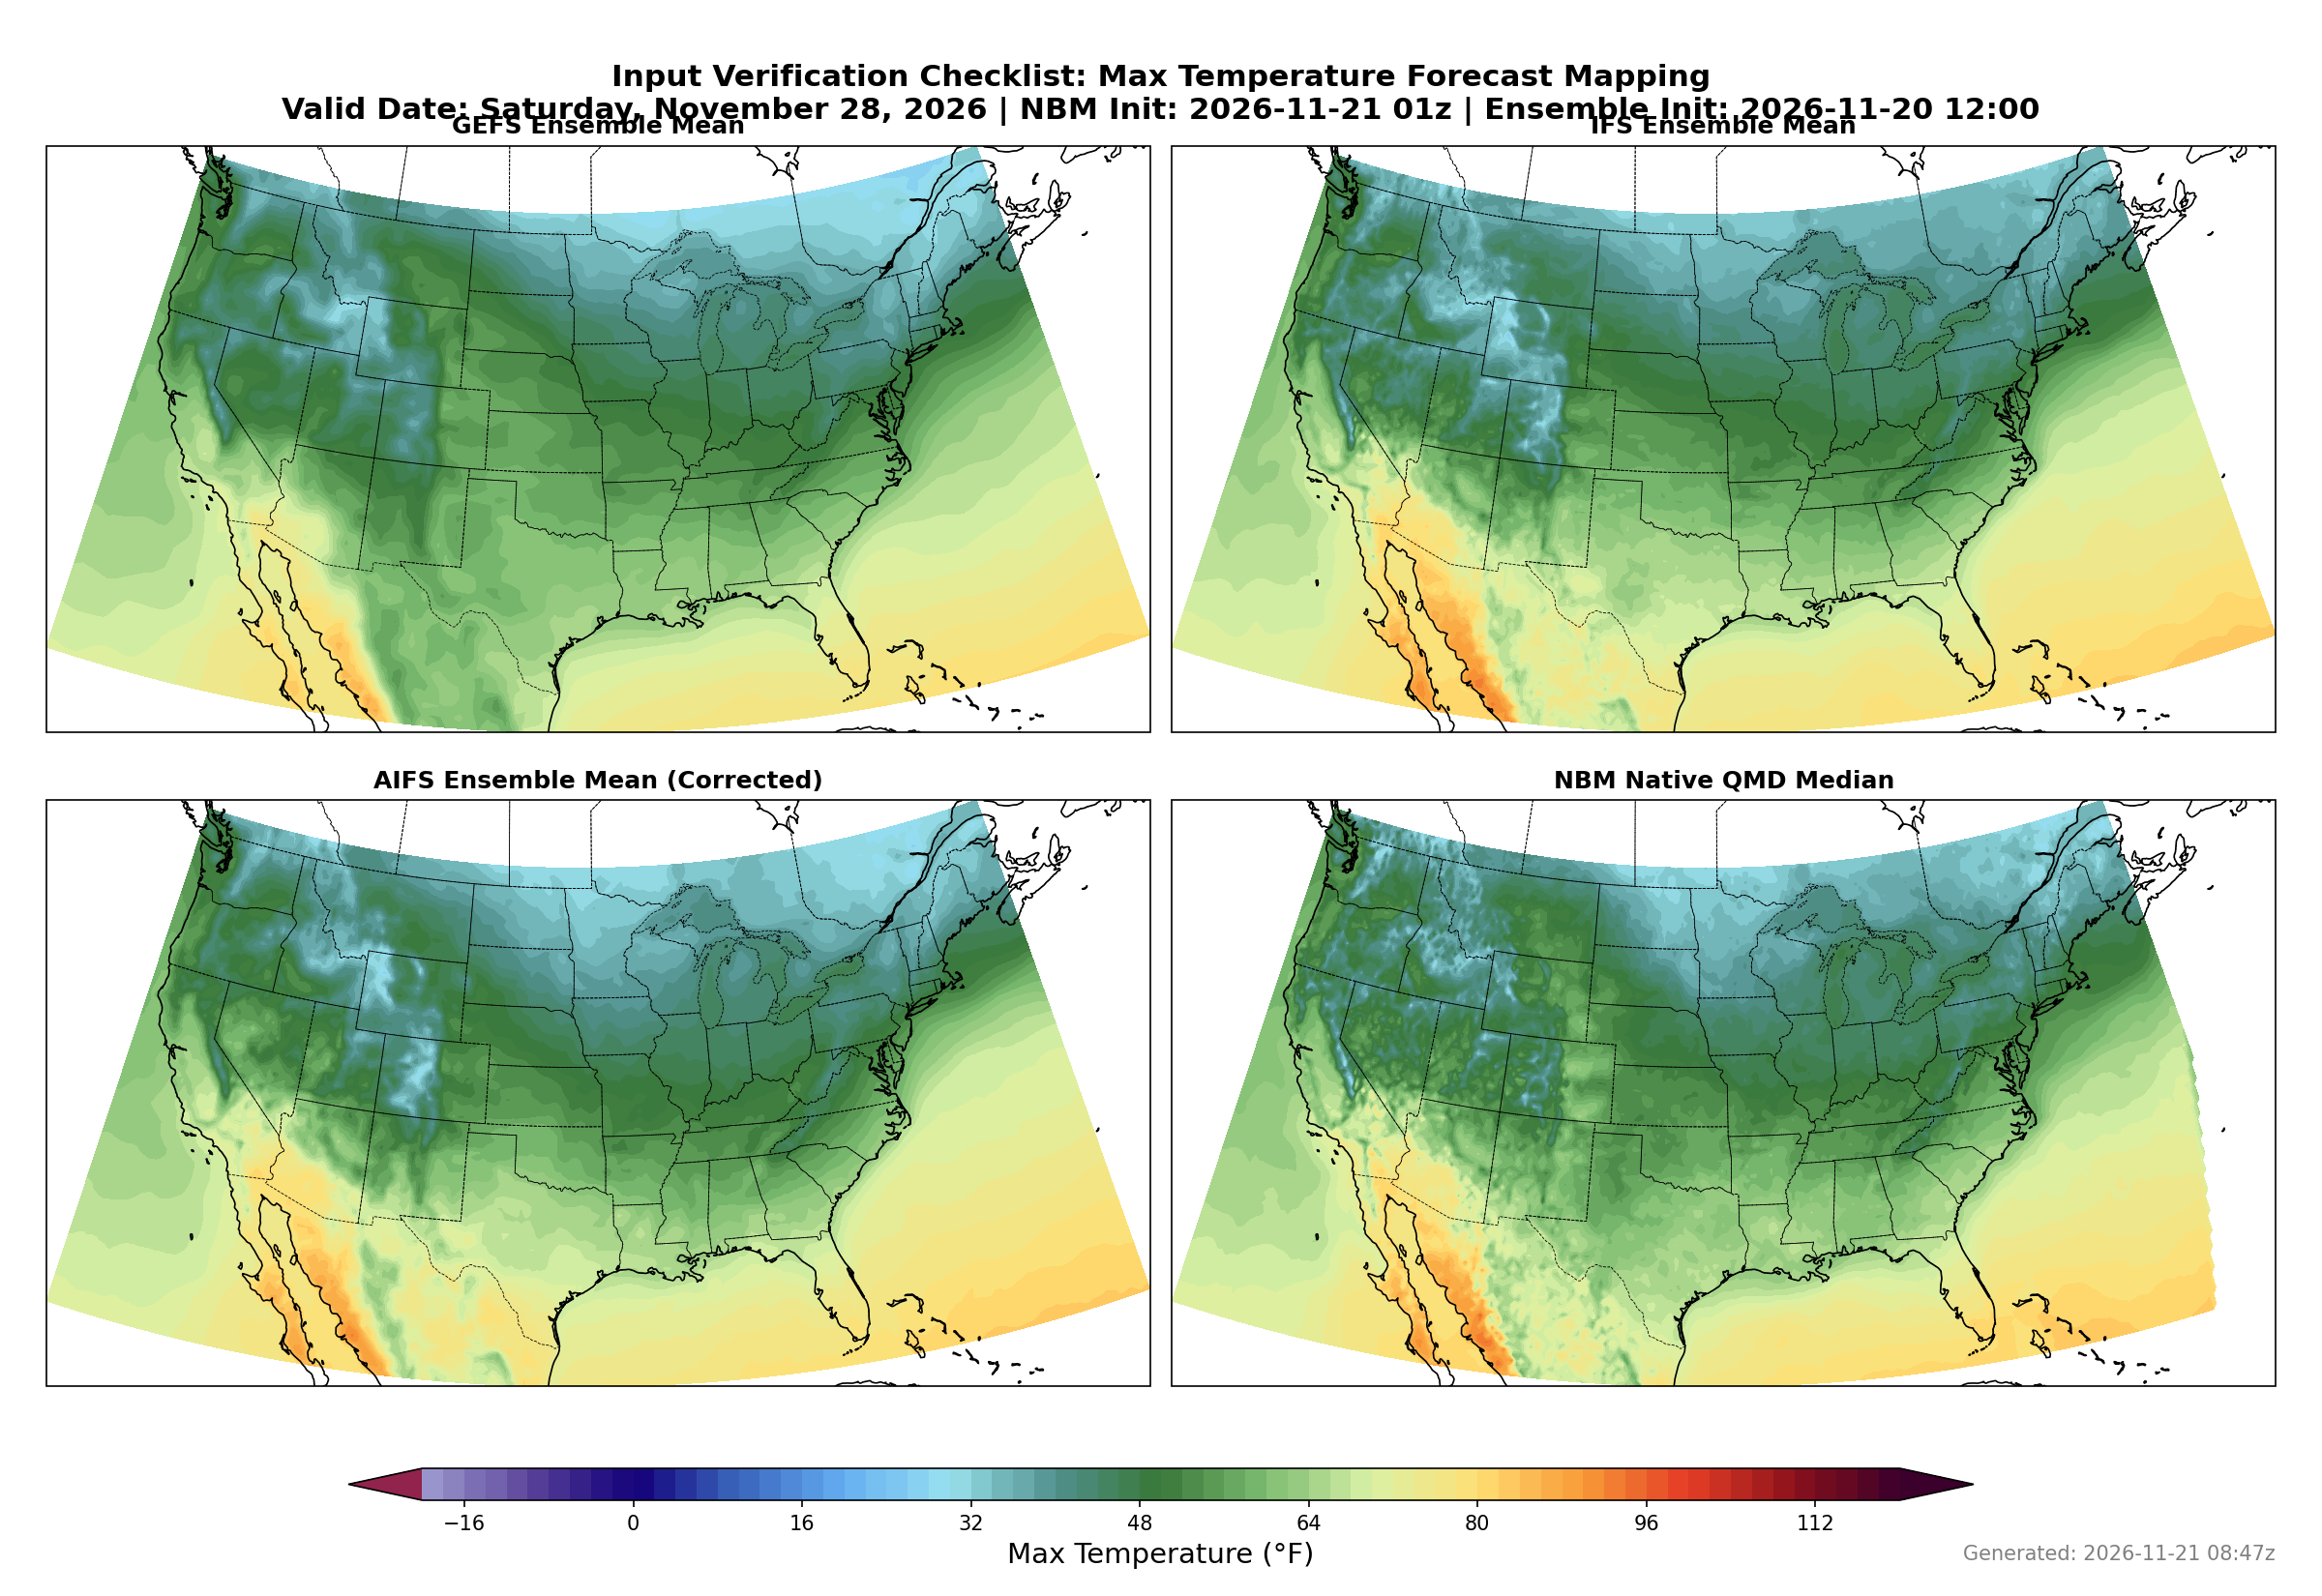 Input Verification Checklist: Max Temperature Forecast Mapping
Valid Date: Saturday, November 28, 2026 | NBM Init: 2026-11-21 01z | Ensemble Init: 2026-11-20 12:00
GEFS Ensemble Mean
IFS Ensemble Mean
AIFS Ensemble Mean (Corrected)
NBM Native QMD Median
−16 0 16 32 48 64 80 96 112
Max Temperature (°F)
Generated: 2026-11-21 08:47z